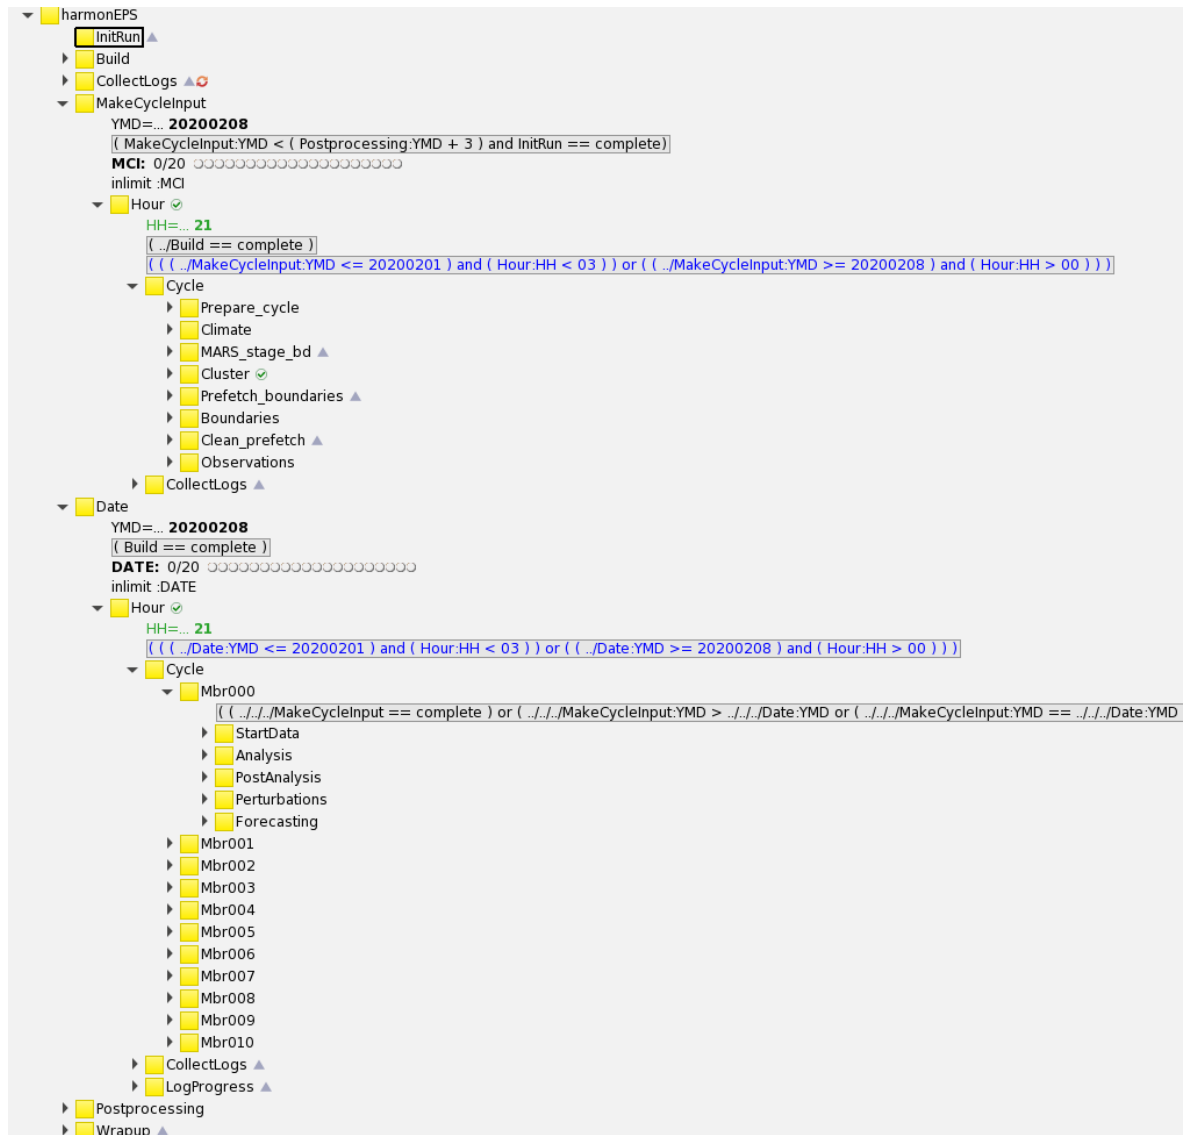 harmonEPS
InitRun
Build
CollectLogs
MakeCycleInput
YMD=... 20200208
( MakeCycleInput:YMD < ( Postprocessing:YMD + 3 ) and InitRun == complete)
MCI: 0/20
inlimit :MCI
Hour
HH=... 21
( ../Build == complete )
( ( ( ../MakeCycleInput:YMD <= 20200201 ) and ( Hour:HH < 03 ) ) or ( ( ../MakeCycleInput:YMD >= 20200208 ) and ( Hour:HH > 00 ) ) )
Cycle
Prepare_cycle
Climate
MARS_stage_bd
Cluster
Prefetch_boundaries
Boundaries
Clean_prefetch
Observations
CollectLogs
Date
YMD=... 20200208
( Build == complete )
DATE: 0/20
inlimit :DATE
Hour
HH=... 21
( ( ( ../Date:YMD <= 20200201 ) and ( Hour:HH < 03 ) ) or ( ( ../Date:YMD >= 20200208 ) and ( Hour:HH > 00 ) ) )
Cycle
Mbr000
( ( ../../../MakeCycleInput == complete ) or ( ../../../MakeCycleInput:YMD > ../../../Date:YMD or ( ../../../MakeCycleInput:YMD == ../../../Date:YMD
StartData
Analysis
PostAnalysis
Perturbations
Forecasting
Mbr001
Mbr002
Mbr003
Mbr004
Mbr005
Mbr006
Mbr007
Mbr008
Mbr009
Mbr010
CollectLogs
LogProgress
Postprocessing
Wrapup